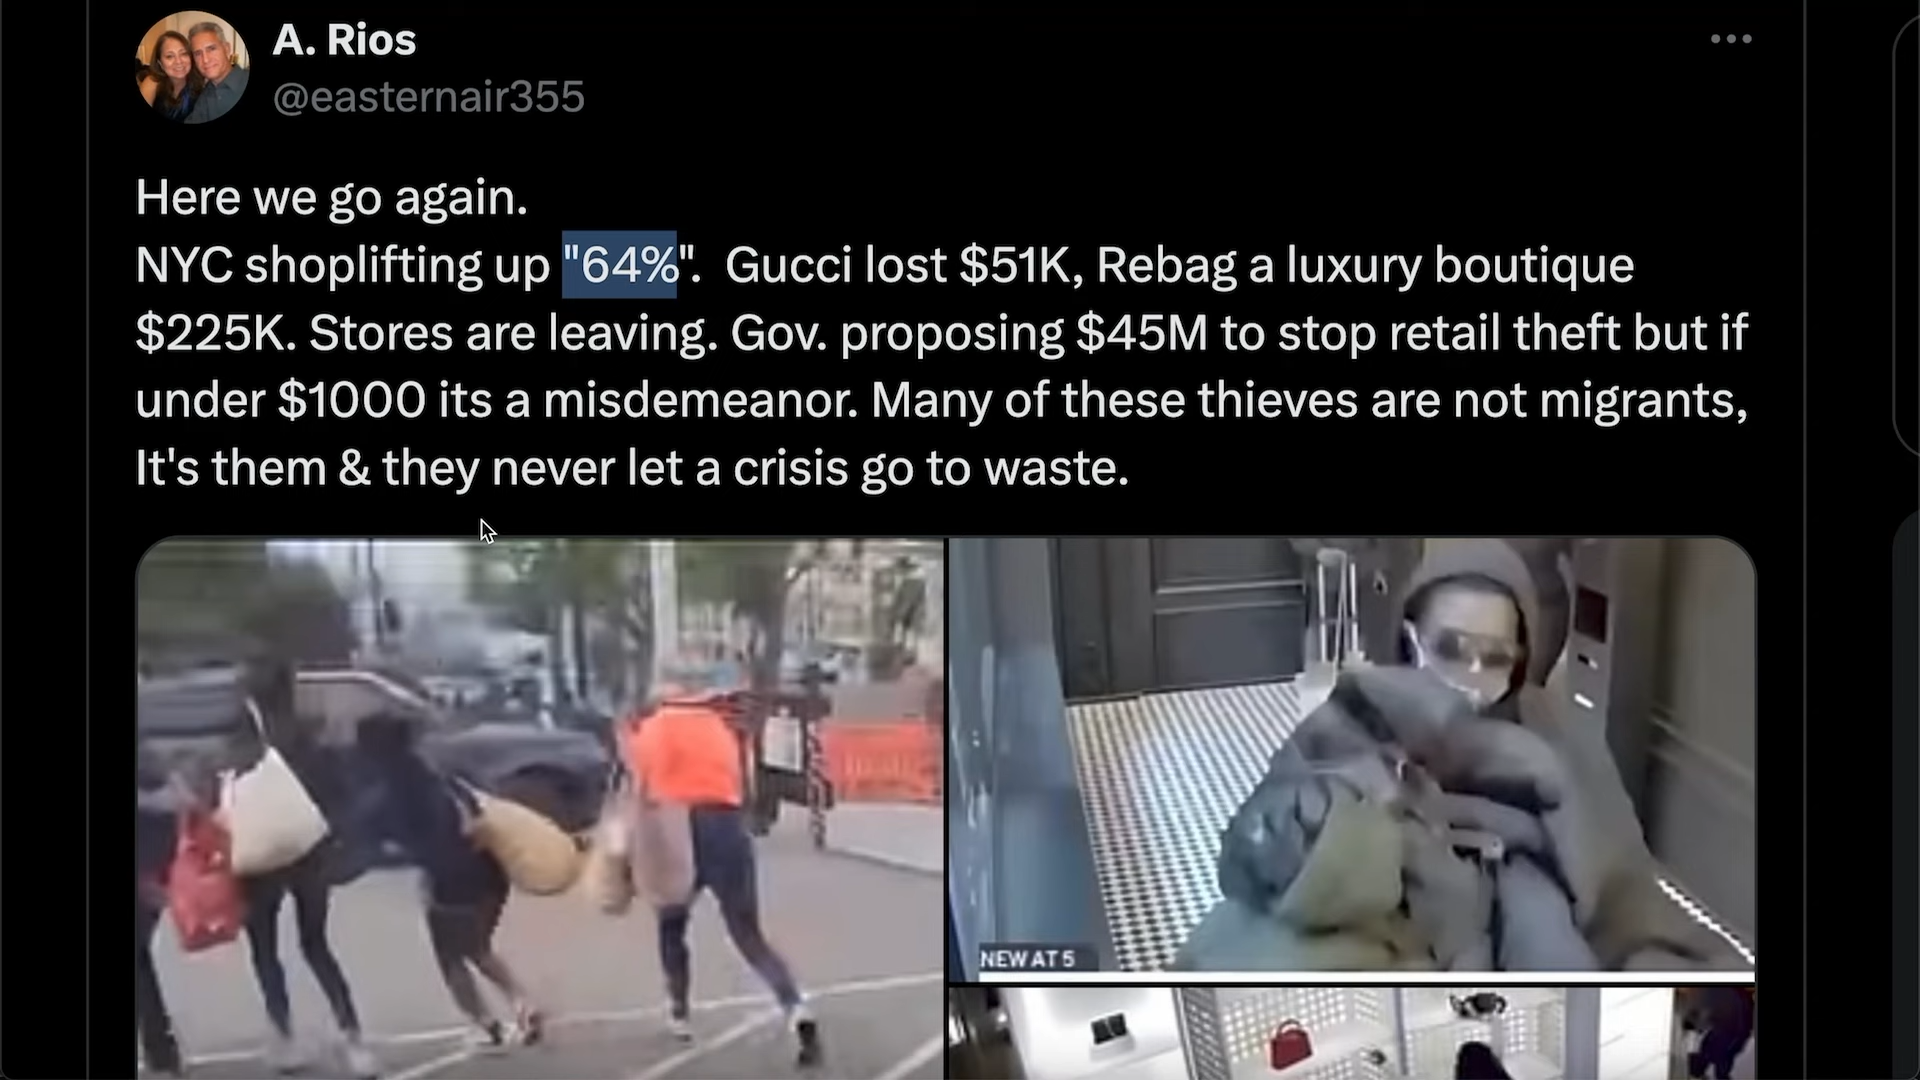 A. Rios
@easternair355
Here we go again.
NYC shoplifting up "64%".  Gucci lost $51K, Rebag a luxury boutique
$225K. Stores are leaving. Gov. proposing $45M to stop retail theft but if
under $1000 its a misdemeanor. Many of these thieves are not migrants,
It's them & they never let a crisis go to waste.
NEW AT 5